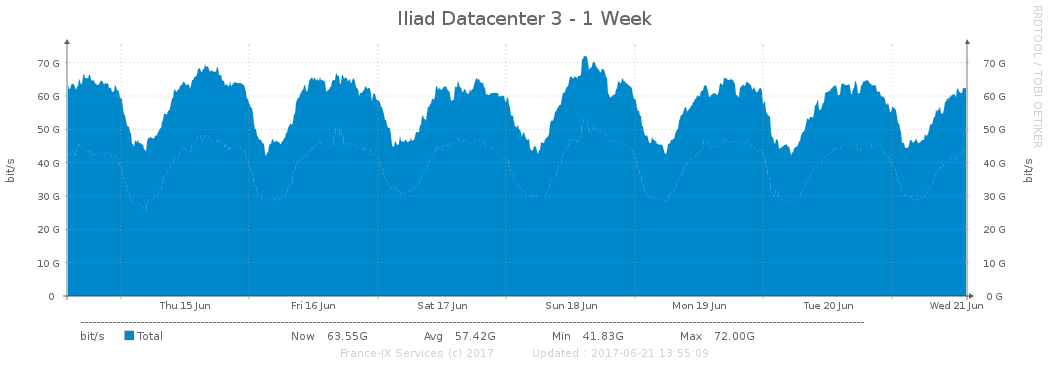 Iliad Datacenter 3 - 1 Week
RRDTOOL / TOBI OETIKER
bit/s
70 G
60 G
50 G
40 G
30 G
20 G
10 G
0
70 G
60 G
50 G
40 G
30 G
20 G
10 G
0 G
bit/s
Thu 15 Jun Fri 16 Jun Sat 17 Jun Sun 18 Jun Mon 19 Jun Tue 20 Jun Wed 21 Jun
bit/s Total Now 63.55G Avg 57.42G Min 41.83G Max 72.00G
France-IX Services (c) 2017 Updated : 2017-06-21 13:55:09